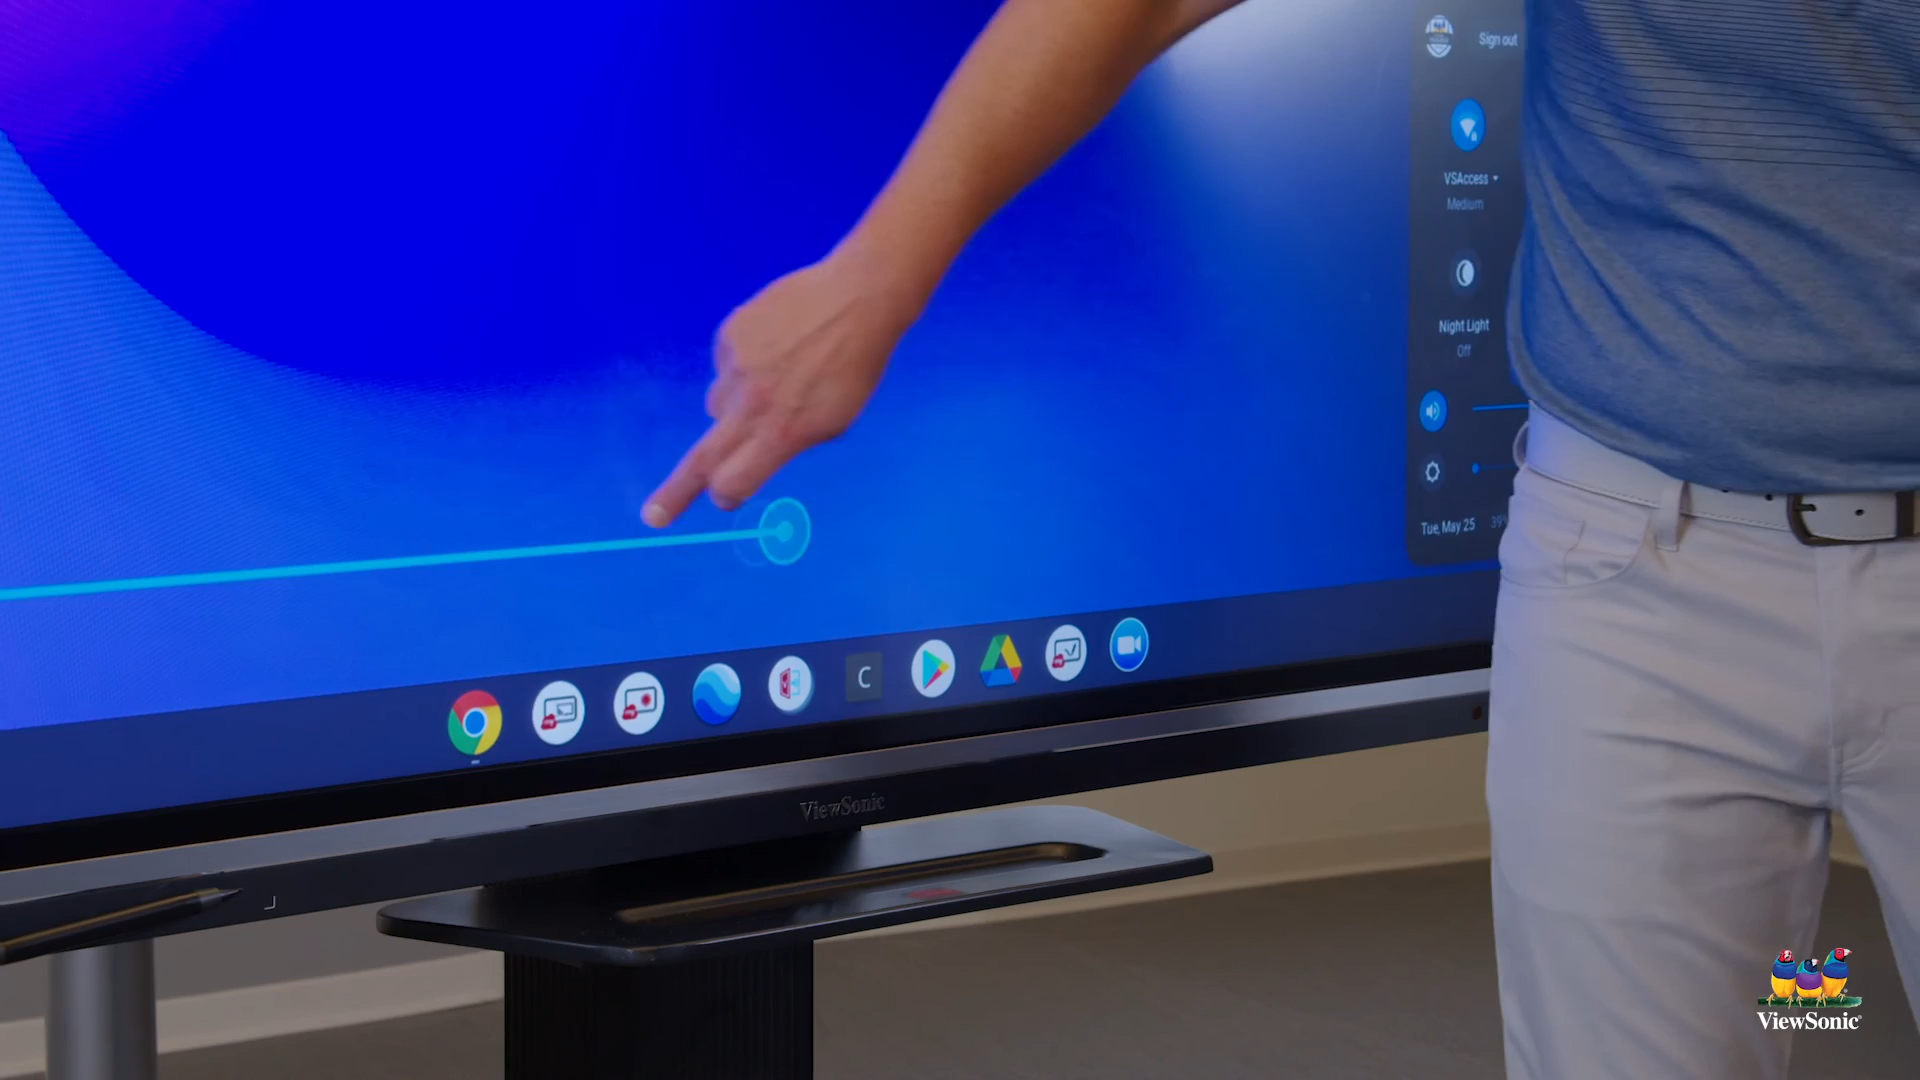 Sign out
VSAccess
Medium
Night Light
Off
Tue, May 25
C
ViewSonic
ViewSonic